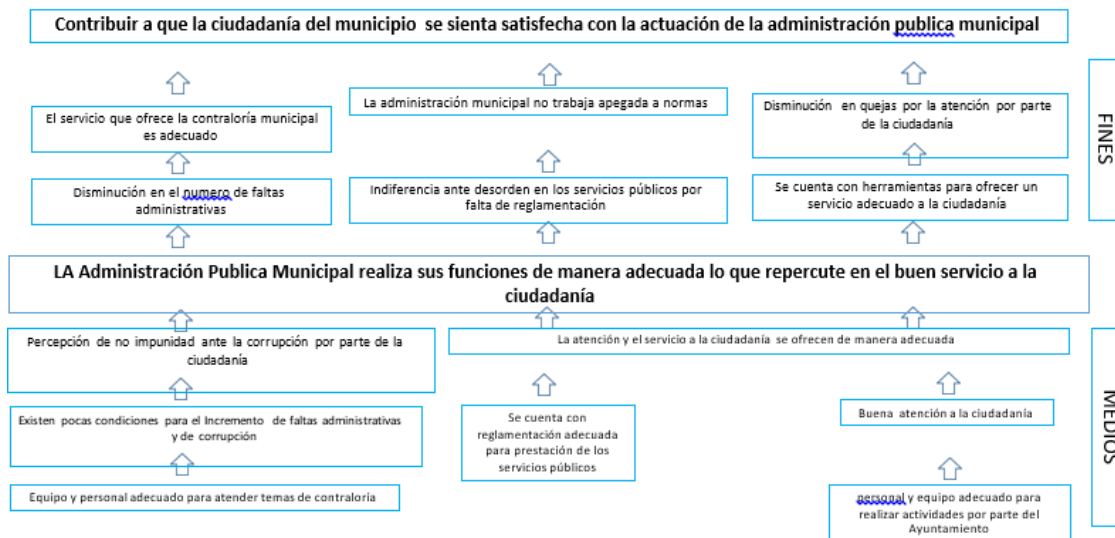 Contribuir a que la ciudadanía del municipio se sienta satisfecha con la actuación de la administración publica municipal
FINES
El servicio que ofrece la contraloría municipal
es adecuado
La administración municipal no trabaja apegada a normas
Disminución en quejas por la atención por parte
de la ciudadanía
Disminución en el numero de faltas
administrativas
Indiferencia ante desorden en los servicios públicos por
falta de reglamentación
Se cuenta con herramientas para ofrecer un
servicio adecuado a la ciudadanía
LA Administración Publica Municipal realiza sus funciones de manera adecuada lo que repercute en el buen servicio a la
ciudadanía
MEDIOS
Percepción de no impunidad ante la corrupción por parte de la
ciudadanía
La atención y el servicio a la ciudadanía se ofrecen de manera adecuada
Existen pocas condiciones para el Incremento de faltas administrativas
y de corrupción
Se cuenta con
reglamentación adecuada
para prestación de los
servicios públicos
Buena atención a la ciudadanía
Equipo y personal adecuado para atender temas de contraloría
personal y equipo adecuado para
realizar actividades por parte del
Ayuntamiento